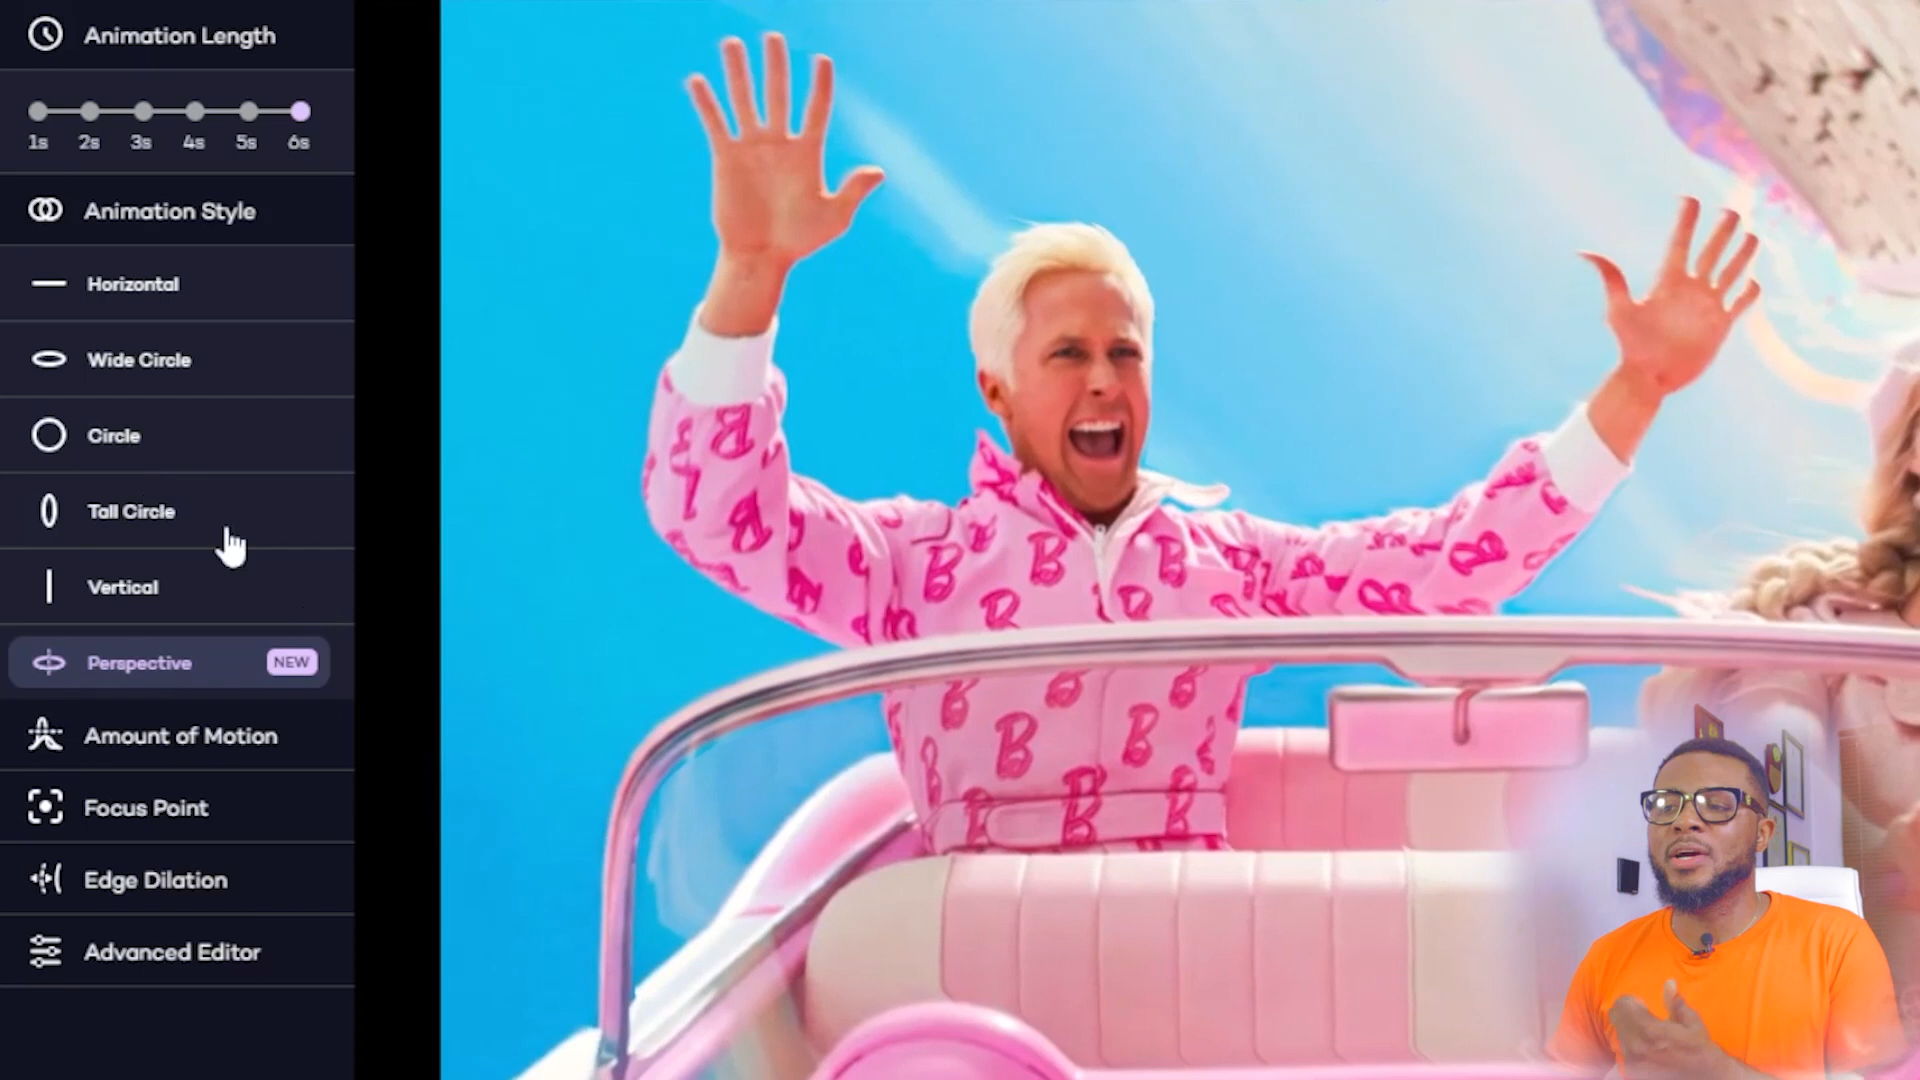 Animation Length
1s 2s 3s 4s 5s 6s
Animation Style
Horizontal
Wide Circle
Circle
Tall Circle
Vertical
Perspective NEW
Amount of Motion
Focus Point
Edge Dilation
Advanced Editor
B B B
B
B B
B B